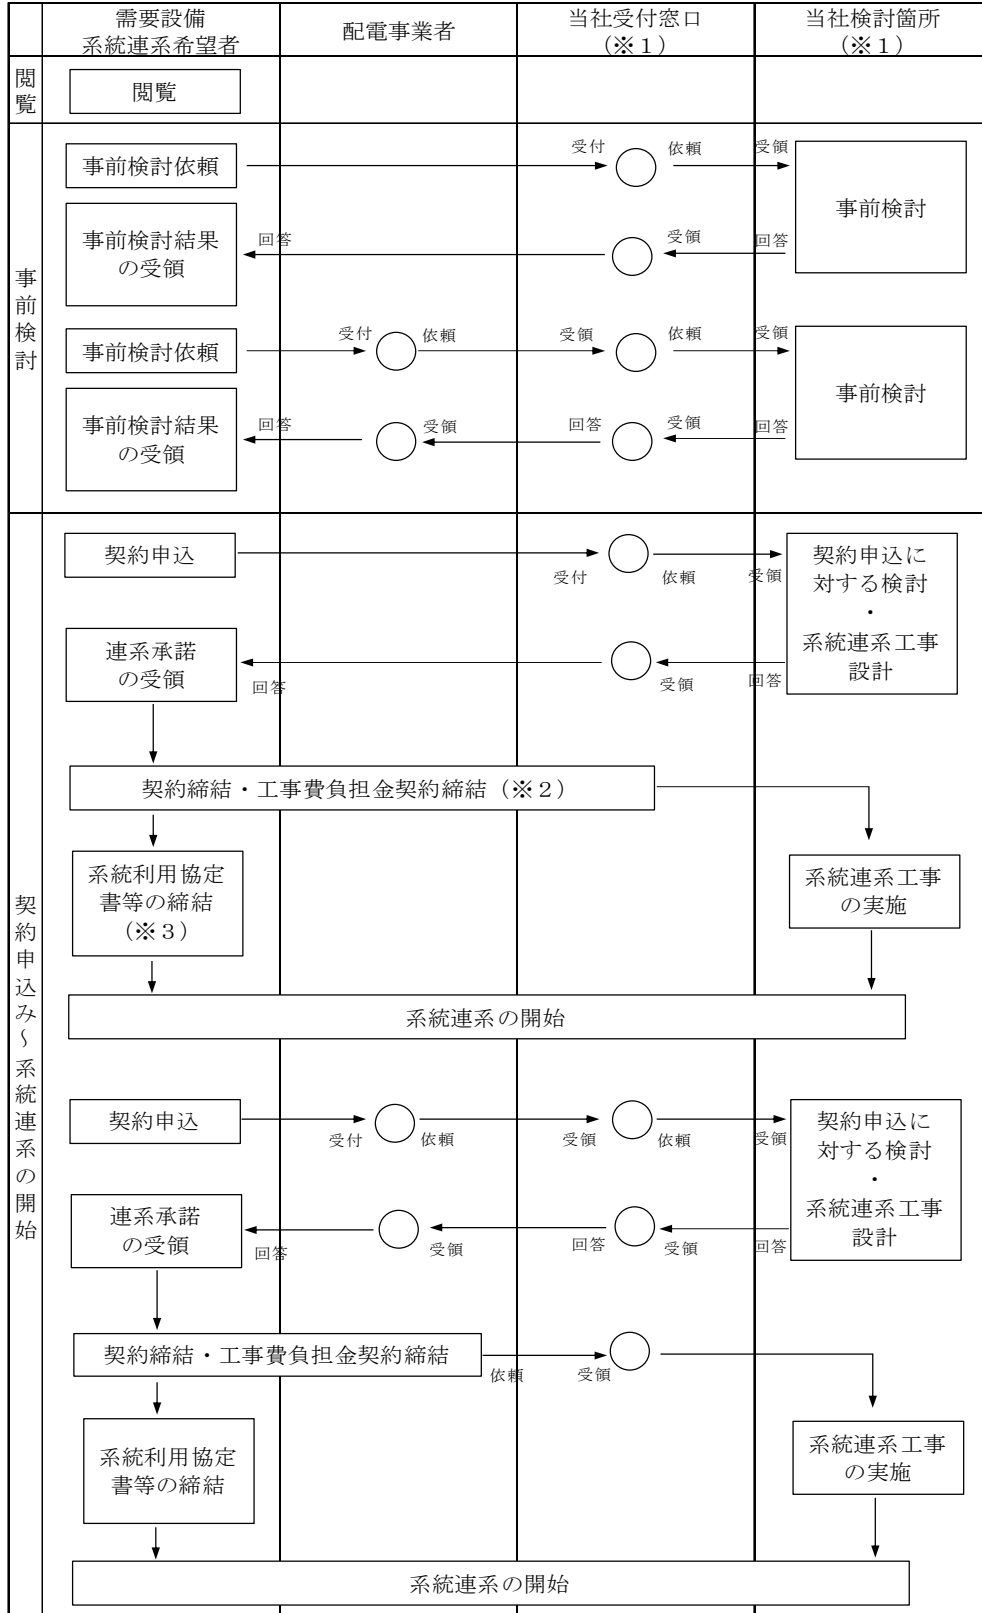 需要設備
系統連系希望者
配電事業者
当社受付窓口
(※1)
当社検討箇所
(※1)
閲覧
閲覧
事前検討
事前検討依頼
受付
依頼
受領
事前検討
事前検討結果
の受領
回答
受領
回答
事前検討依頼
受付
依頼
受領
依頼
受領
事前検討
事前検討結果
の受領
回答
受領
回答
受領
回答
契約申込み～系統連系の開始
契約申込
受付
依頼
受領
契約申込に
対する検討
・
系統連系工事
設計
連系承諾
の受領
回答
受領
回答
契約締結・工事費負担金契約締結(※2)
系統利用協定
書等の締結
(※3)
系統連系工事
の実施
系統連系の開始
契約申込
受付
依頼
受領
依頼
受領
契約申込に
対する検討
・
系統連系工事
設計
連系承諾
の受領
回答
受領
回答
受領
回答
契約締結・工事費負担金契約締結
依頼
受領
系統利用協定
書等の締結
系統連系工事
の実施
系統連系の開始